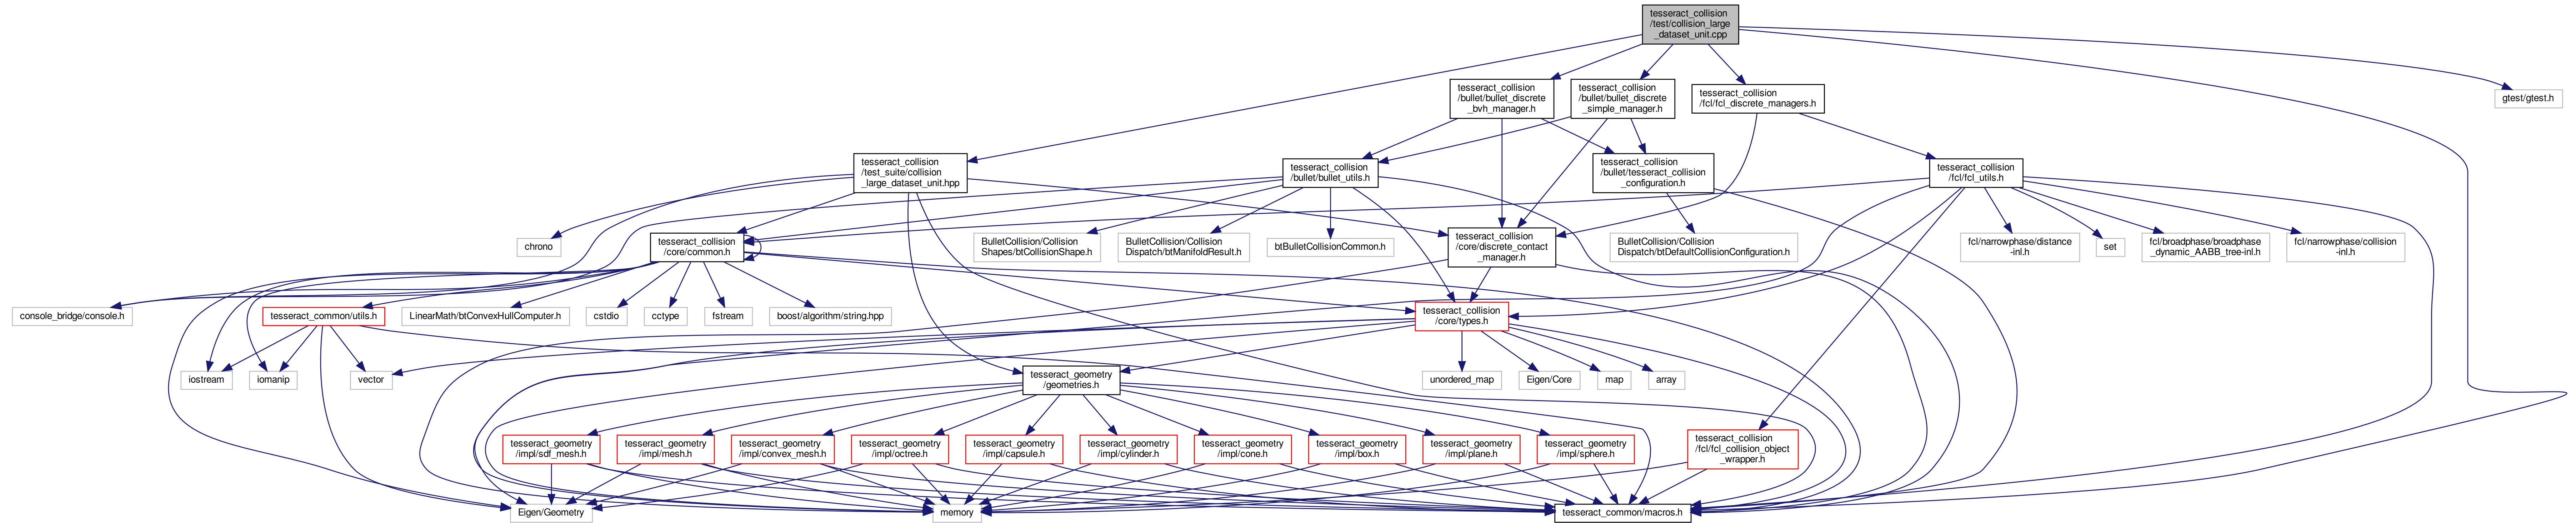 tesseract_collision
/test/collision_large
_dataset_unit.cpp
tesseract_collision
/bullet/bullet_discrete
_bvh_manager.h
tesseract_collision
/bullet/bullet_discrete
_simple_manager.h
tesseract_collision
/fcl/fcl_discrete_managers.h
gtest/gtest.h
tesseract_collision
/test_suite/collision
_large_dataset_unit.hpp
tesseract_collision
/bullet/bullet_utils.h
tesseract_collision
/bullet/tesseract_collision
_configuration.h
tesseract_collision
/fcl/fcl_utils.h
chrono
tesseract_collision
/core/common.h
BulletCollision/Collision
Shapes/btCollisionShape.h
BulletCollision/Collision
Dispatch/btManifoldResult.h
btBulletCollisionCommon.h
tesseract_collision
/core/discrete_contact
_manager.h
BulletCollision/Collision
Dispatch/btDefaultCollisionConfiguration.h
fcl/narrowphase/distance
-inl.h
set
fcl/broadphase/broadphase
_dynamic_AABB_tree-inl.h
fcl/narrowphase/collision
-inl.h
console_bridge/console.h
tesseract_common/utils.h
LinearMath/btConvexHullComputer.h
cstdio
cctype
fstream
boost/algorithm/string.hpp
tesseract_collision
/core/types.h
iostream
iomanip
vector
tesseract_geometry
/geometries.h
unordered_map
Eigen/Core
map
array
tesseract_geometry
/impl/sdf_mesh.h
tesseract_geometry
/impl/mesh.h
tesseract_geometry
/impl/convex_mesh.h
tesseract_geometry
/impl/octree.h
tesseract_geometry
/impl/capsule.h
tesseract_geometry
/impl/cylinder.h
tesseract_geometry
/impl/cone.h
tesseract_geometry
/impl/box.h
tesseract_geometry
/impl/plane.h
tesseract_geometry
/impl/sphere.h
tesseract_collision
/fcl/fcl_collision_object
_wrapper.h
Eigen/Geometry
memory
tesseract_common/macros.h